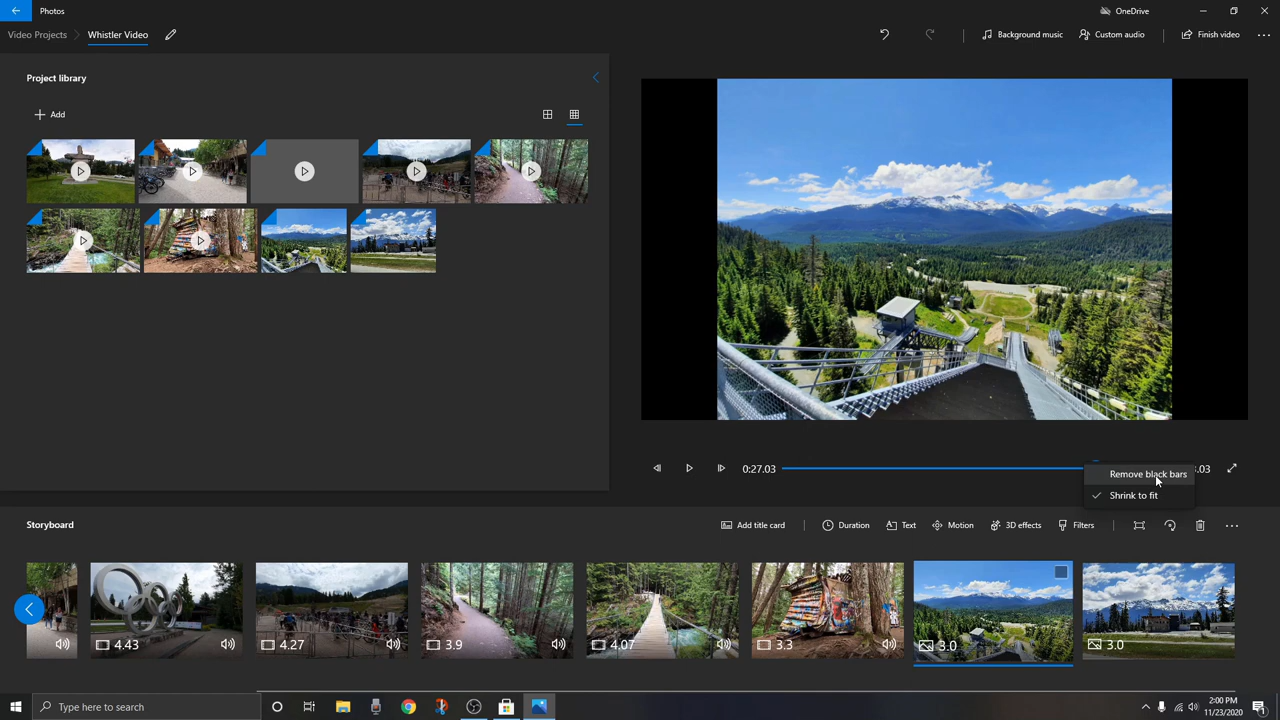 Photos
OneDrive
Video Projects
Whistler Video
Background music
Custom audio
Finish video
Project library
Add
0:27.03
.03
Remove black bars
Shrink to fit
Storyboard
Add title card
Duration
Text
Motion
3D effects
Filters
4.43
4.27
3.9
4.07
3.3
3.0
3.0
Type here to search
2:00 PM
11/23/2020
1